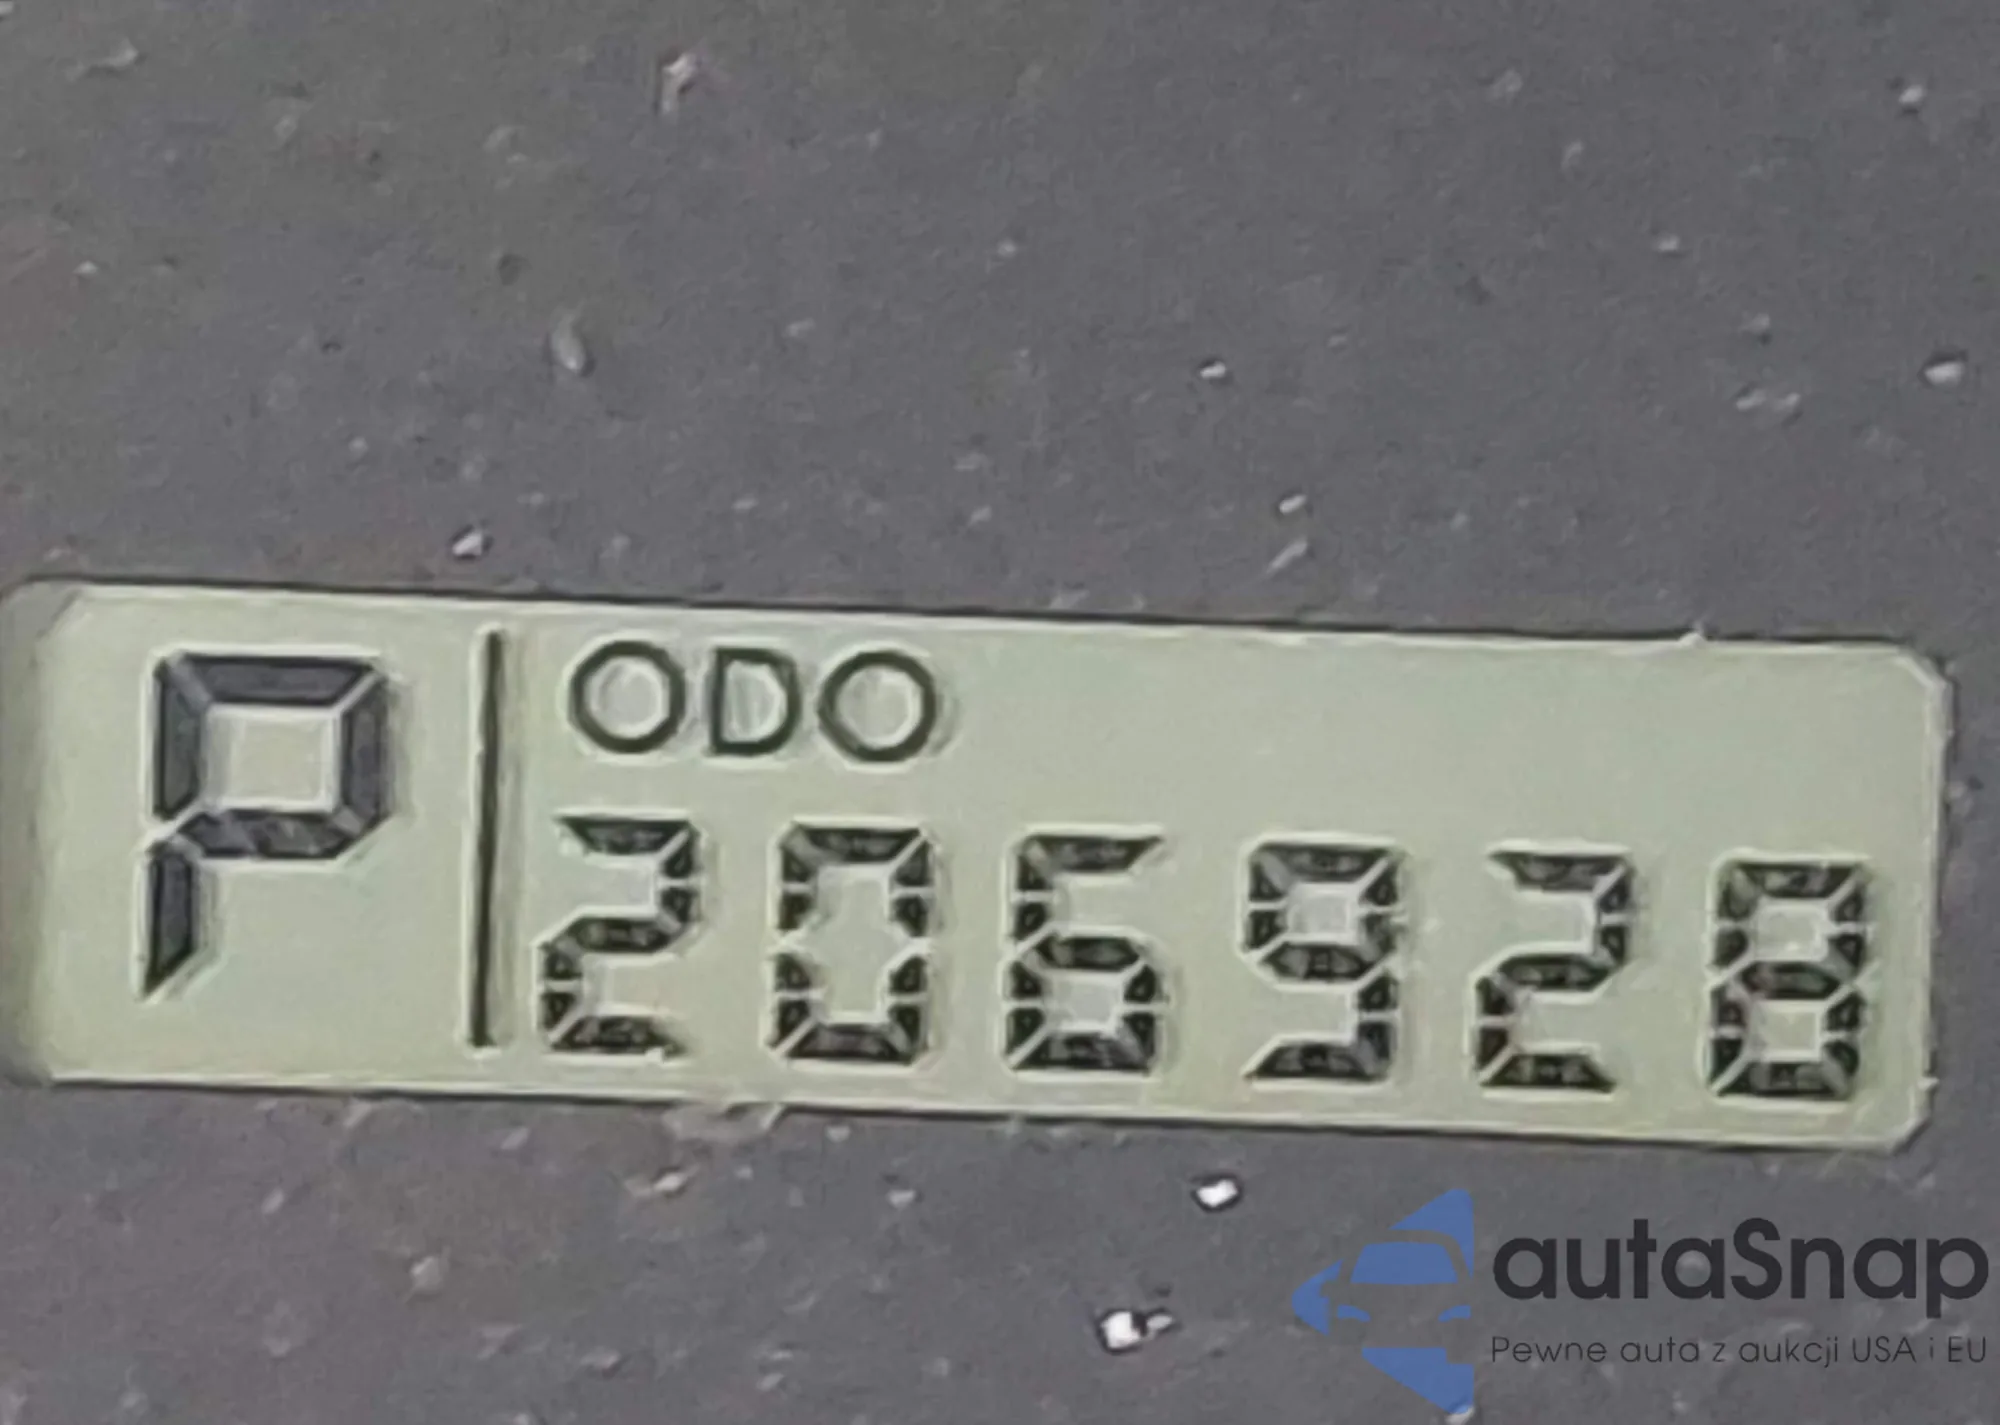 P
ODO
206928
autaSnap
Pewne auta z aukcji USA i EU